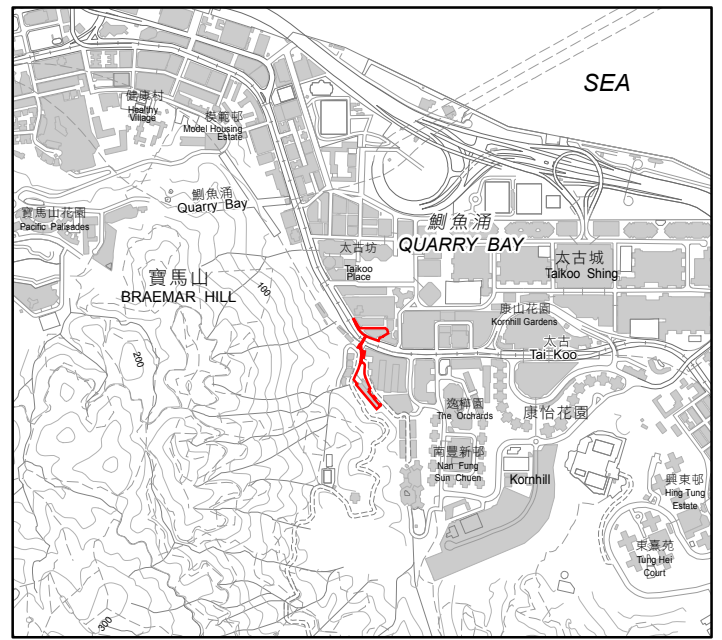 SEA
健康村
Healthy
Village
模範邨
Model Housing
Estate
鰂魚涌
Quarry Bay
寶馬山花園
Pacific Palisades
鰂魚涌
QUARRY BAY
太古坊
Taikoo
Place
太古城
Taikoo Shing
寶馬山
BRAEMAR HILL
100
康山花園
Kornhill Gardens
太古
Tai Koo
200
逸樺園
The Orchards
康怡花園
南豐新邨
Nan Fung
Sun Chuen
Kornhill
興東邨
Hing Tung
Estate
東熹苑
Tung Hei
Court
300